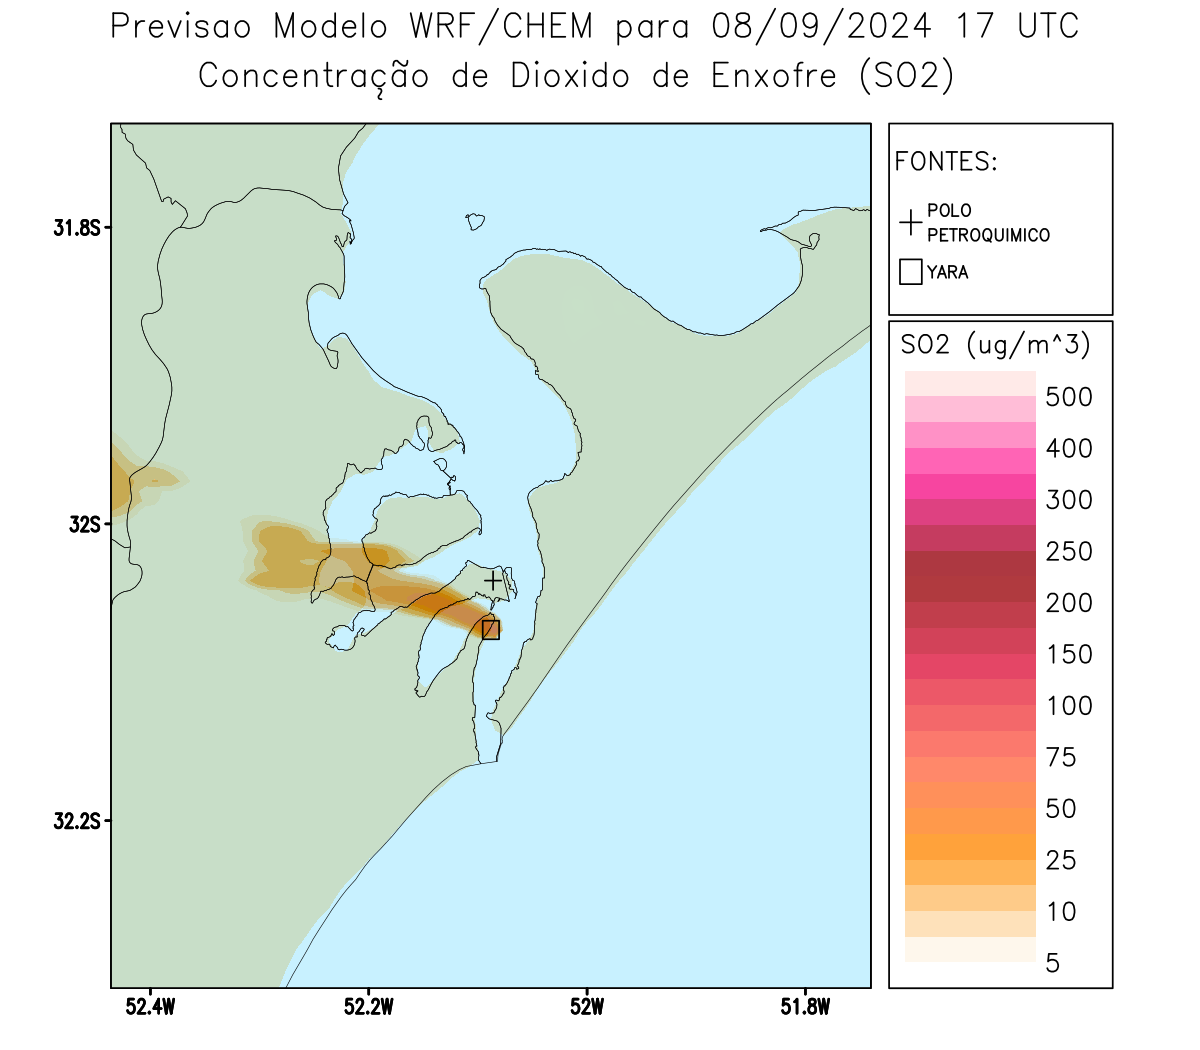 Previsao Modelo WRF/CHEM para 08/09/2024 17 UTC
Concentração de Dioxido de Enxofre (SO2)
FONTES:
POLO
PETROQUIMICO
YARA
SO2 (ug/m^3)
500
400
300
250
200
150
100
75
50
25
10
5
31.8S
32S
32.2S
52.4W
52.2W
52W
51.8W